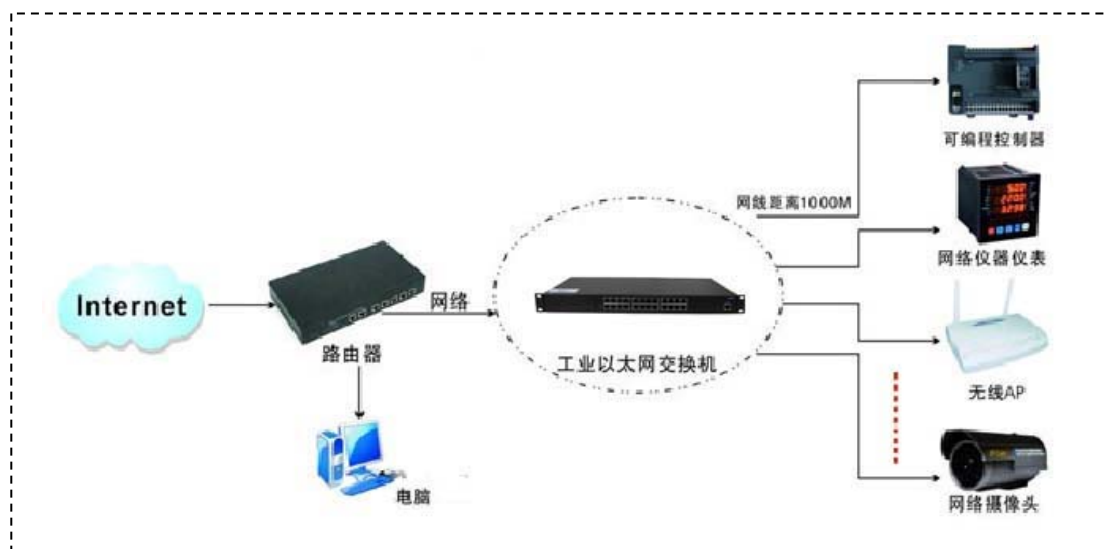 可编程控制器
网线距离1000M
网络仪器仪表
Internet
网络
路由器
工业以太网交换机
无线AP
电脑
网络摄像头